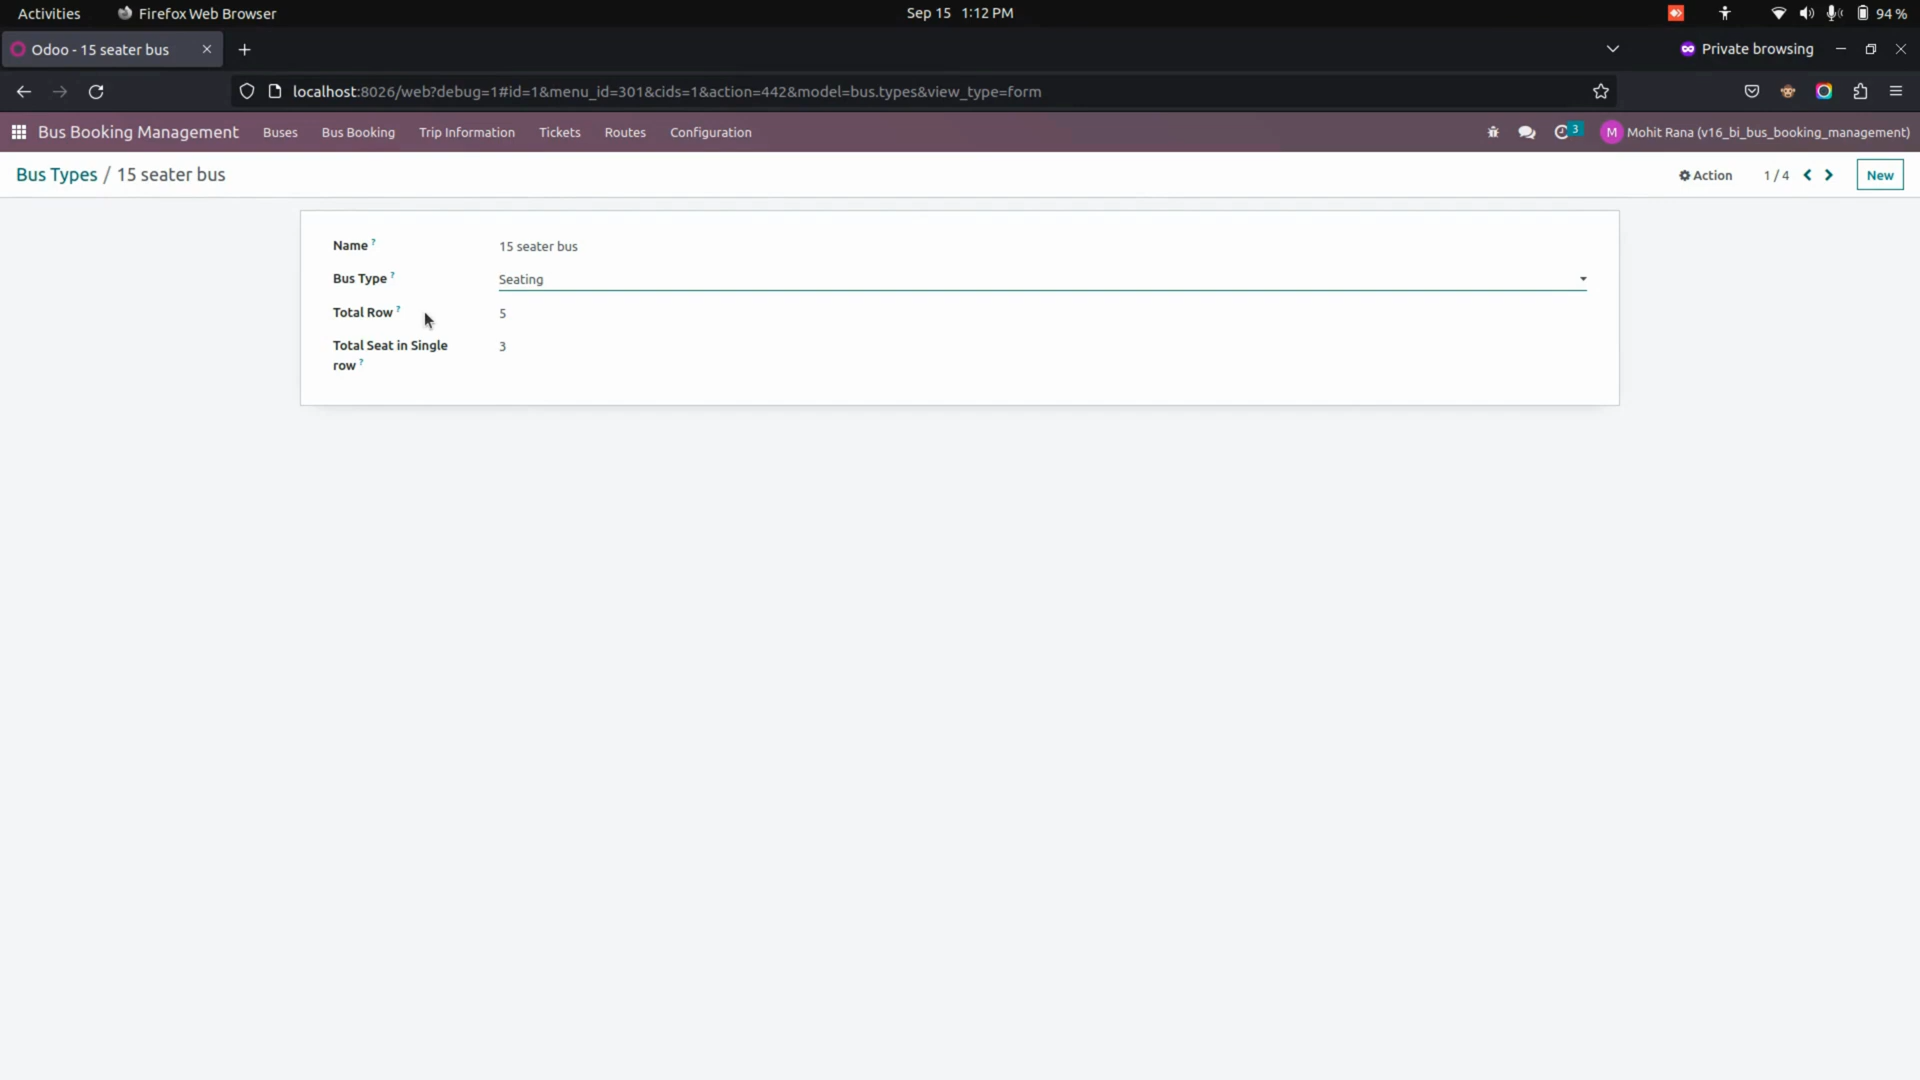 Activities Firefox Web Browser Sep 15 1:12 PM 94 %
Odoo - 15 seater bus Private browsing
localhost:8026/web?debug=1#id=1&menu_id=301&cids=1&action=442&model=bus.types&view_type=form
Bus Booking Management Buses Bus Booking Trip Information Tickets Routes Configuration 3 M Mohit Rana (v16_bi_bus_booking_management)
Bus Types / 15 seater bus Action 1 / 4 New
Name ? 15 seater bus
Bus Type ? Seating
Total Row ? 5
Total Seat in Single 3
row ?